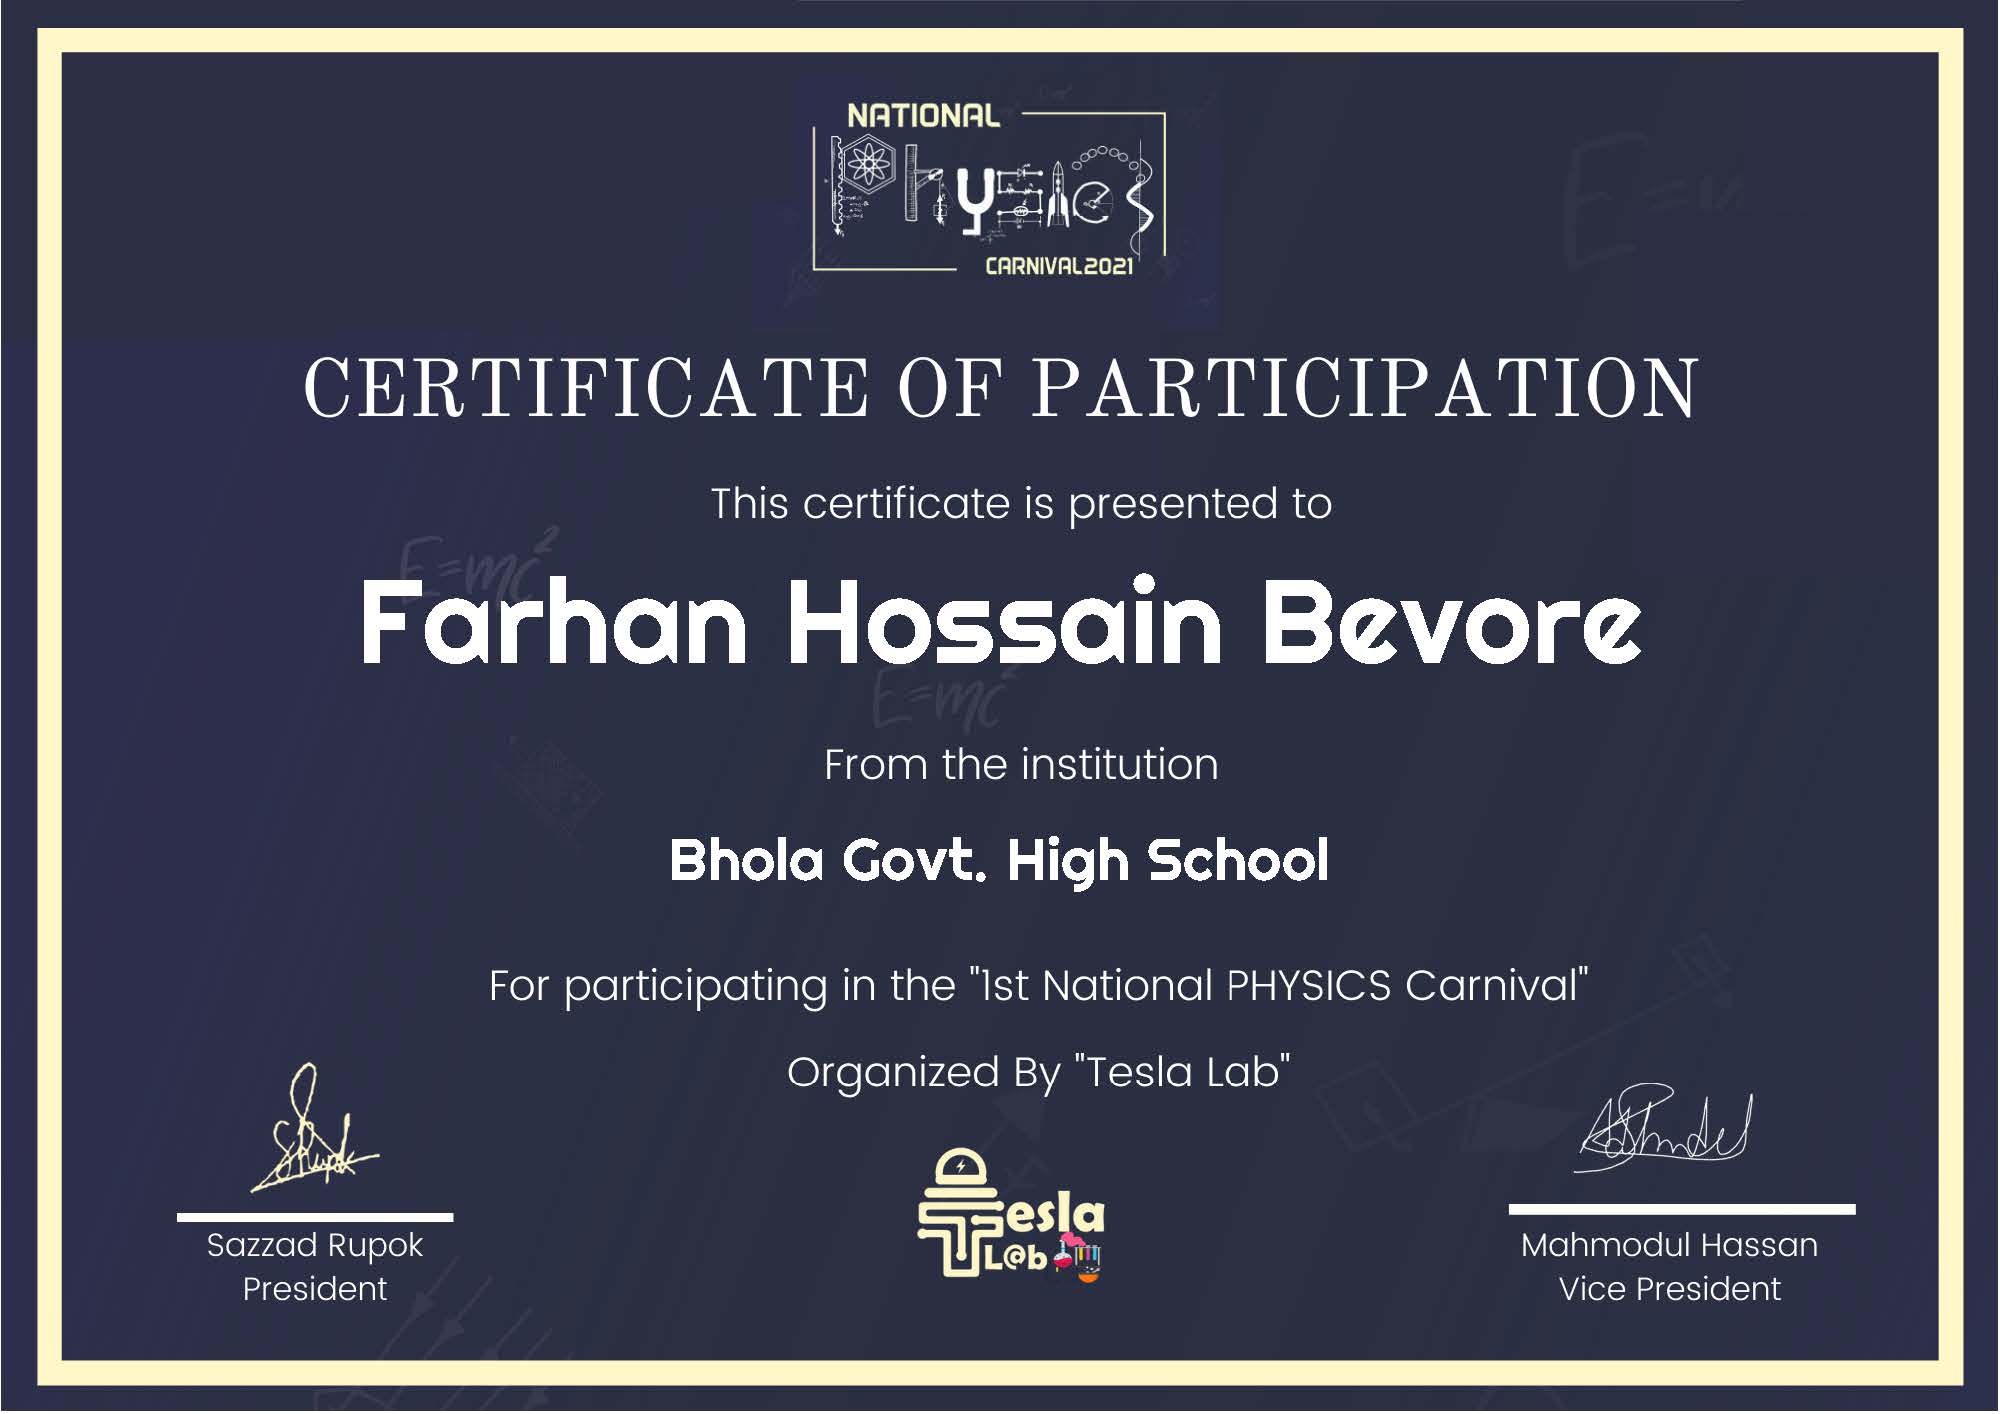 NATIONAL
Physics
CARNIVAL2021
CERTIFICATE OF PARTICIPATION
This certificate is presented to
E=mc²
Farhan Hossain Bevore
E=mc²
From the institution
Bhola Govt. High School
For participating in the "1st National PHYSICS Carnival"
Organized By "Tesla Lab"
Tesla
L@b
Sazzad Rupok
President
Mahmodul Hassan
Vice President